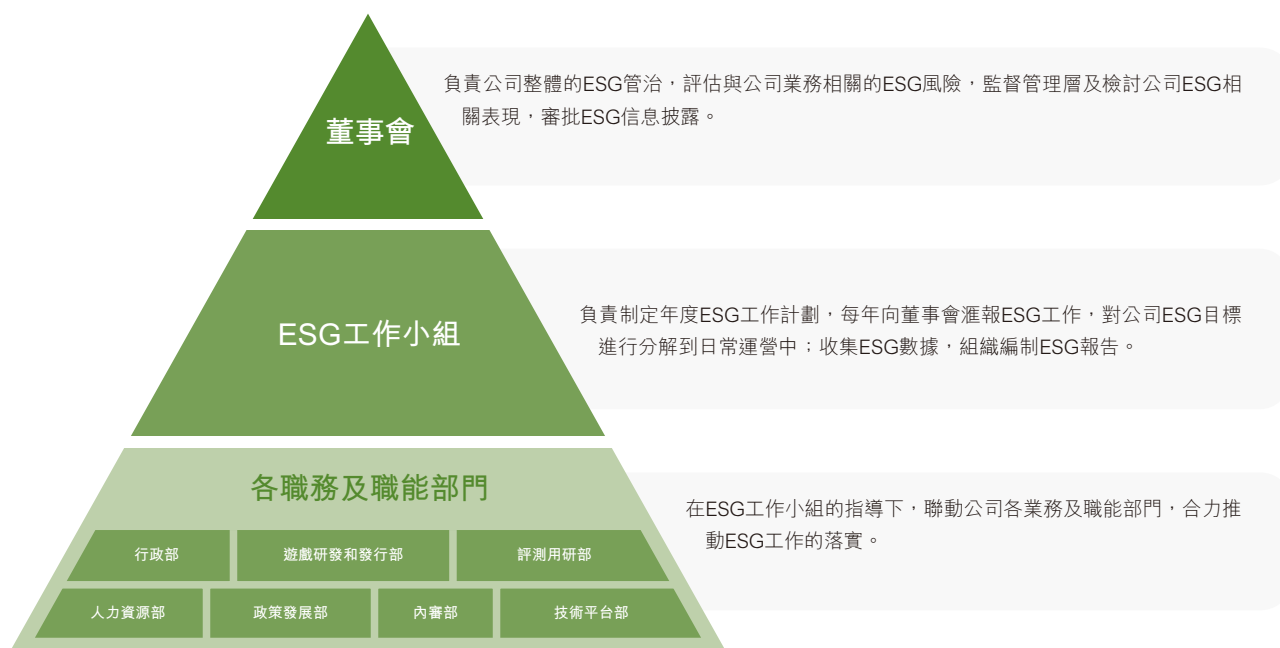 董事會
負責公司整體的ESG管治，評估與公司業務相關的ESG風險，監督管理層及檢討公司ESG相
關表現，審批ESG信息披露。
ESG工作小組
負責制定年度ESG工作計劃，每年向董事會滙報ESG工作，對公司ESG目標
進行分解到日常運營中；收集ESG數據，組織編制ESG報告。
各職務及職能部門
在ESG工作小組的指導下，聯動公司各業務及職能部門，合力推
動ESG工作的落實。
行政部
遊戲研發和發行部
評測用研部
人力資源部
政策發展部
內審部
技術平台部